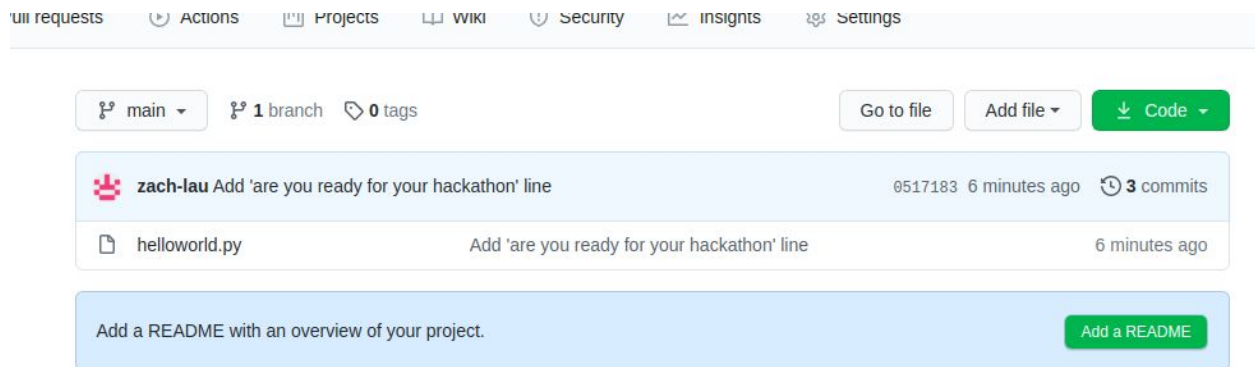 Pull requests Actions Projects Wiki Security Insights Settings
main 1 branch 0 tags Go to file Add file Code
zach-lau Add 'are you ready for your hackathon' line 0517183 6 minutes ago 3 commits
helloworld.py Add 'are you ready for your hackathon' line 6 minutes ago
Add a README with an overview of your project. Add a README